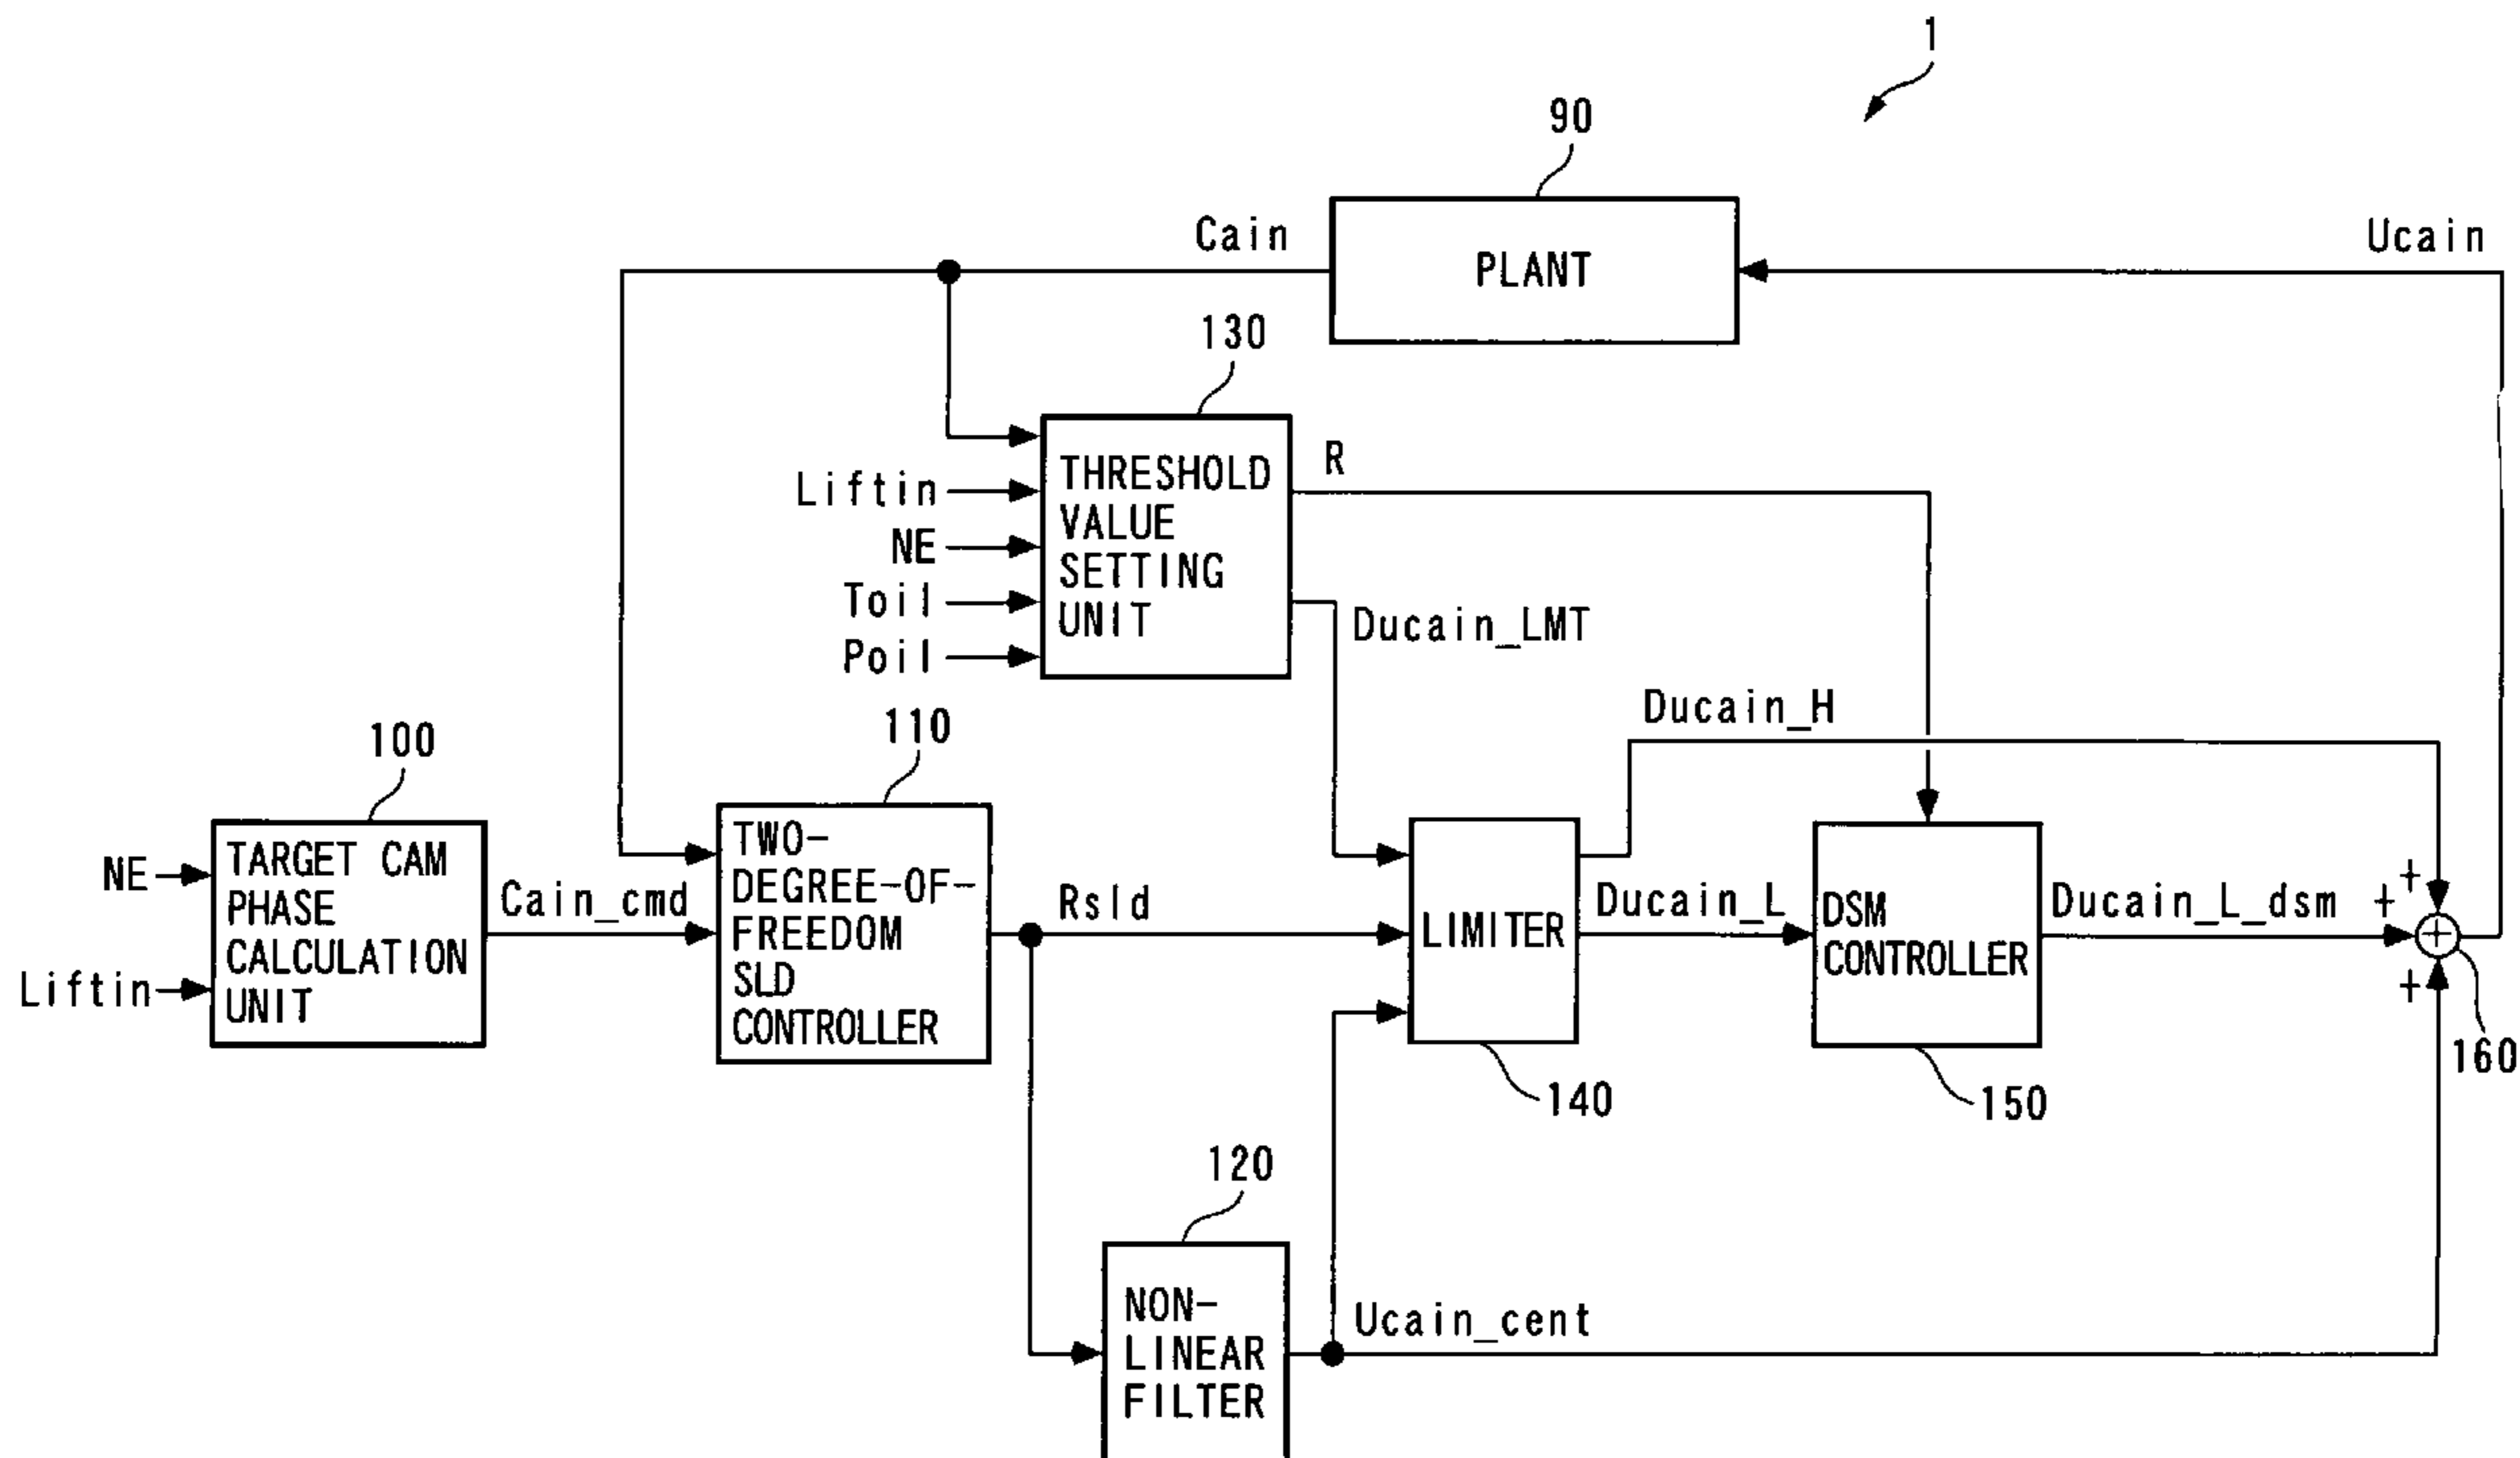 1
90
Cain
PLANT
Ucain
130
THRESHOLD
VALUE
SETTING
UNIT
Liftin
NE
Toil
Poil
R
Ducain_LMT
Ducain_H
100
110
NE
Liftin
TARGET CAM
PHASE
CALCULATION
UNIT
Cain_cmd
TWO-
DEGREE-OF-
FREEDOM
SLD
CONTROLLER
Rsld
LIMITER
Ducain_L
DSM
CONTROLLER
Ducain_L_dsm
+
+
+
+
160
140
150
120
NON-
LINEAR
FILTER
Ucain_cent